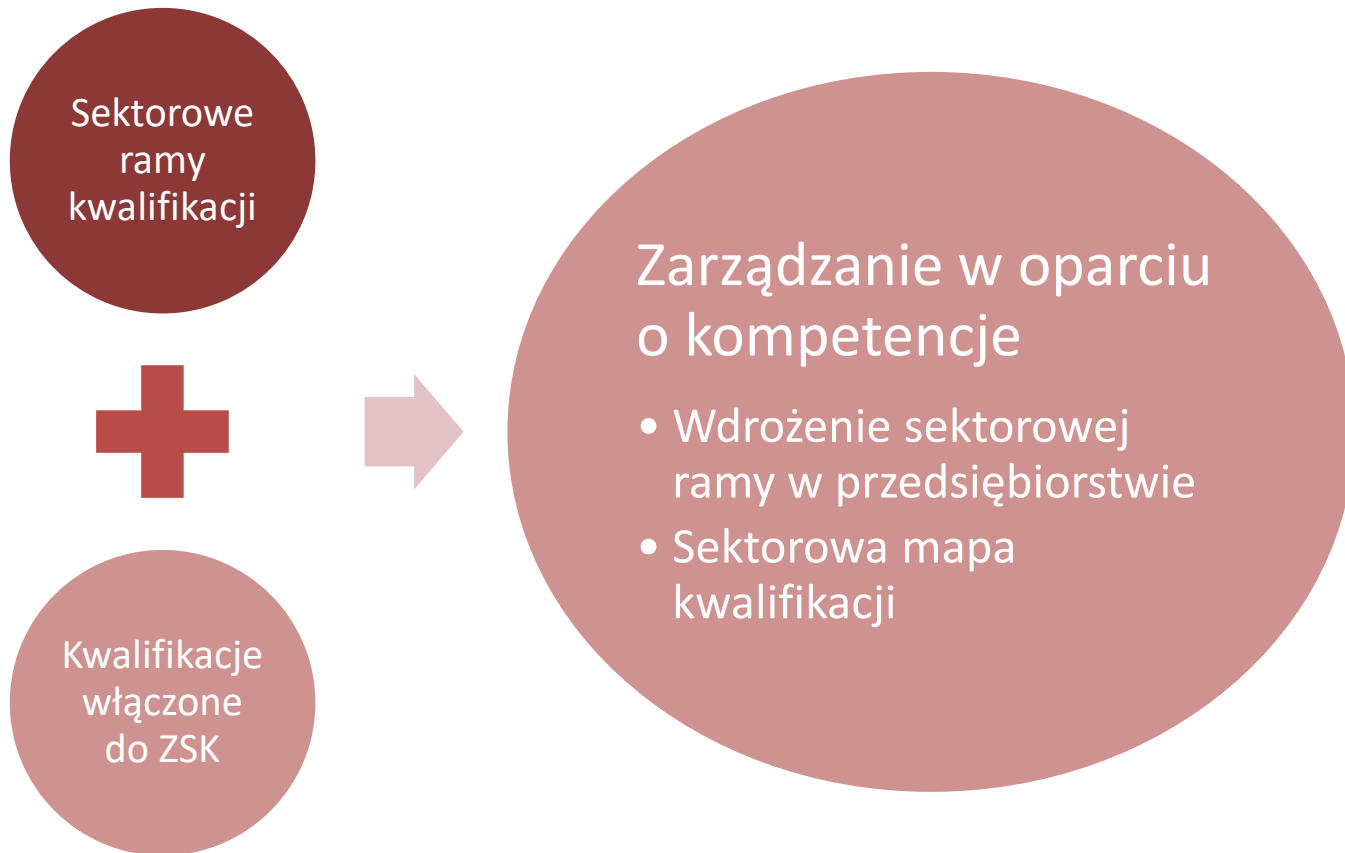 Sektorowe
ramy
kwalifikacji
Kwalifikacje
włączone
do ZSK
Zarządzanie w oparciu
o kompetencje
• Wdrożenie sektorowej
ramy w przedsiębiorstwie
• Sektorowa mapa
kwalifikacji